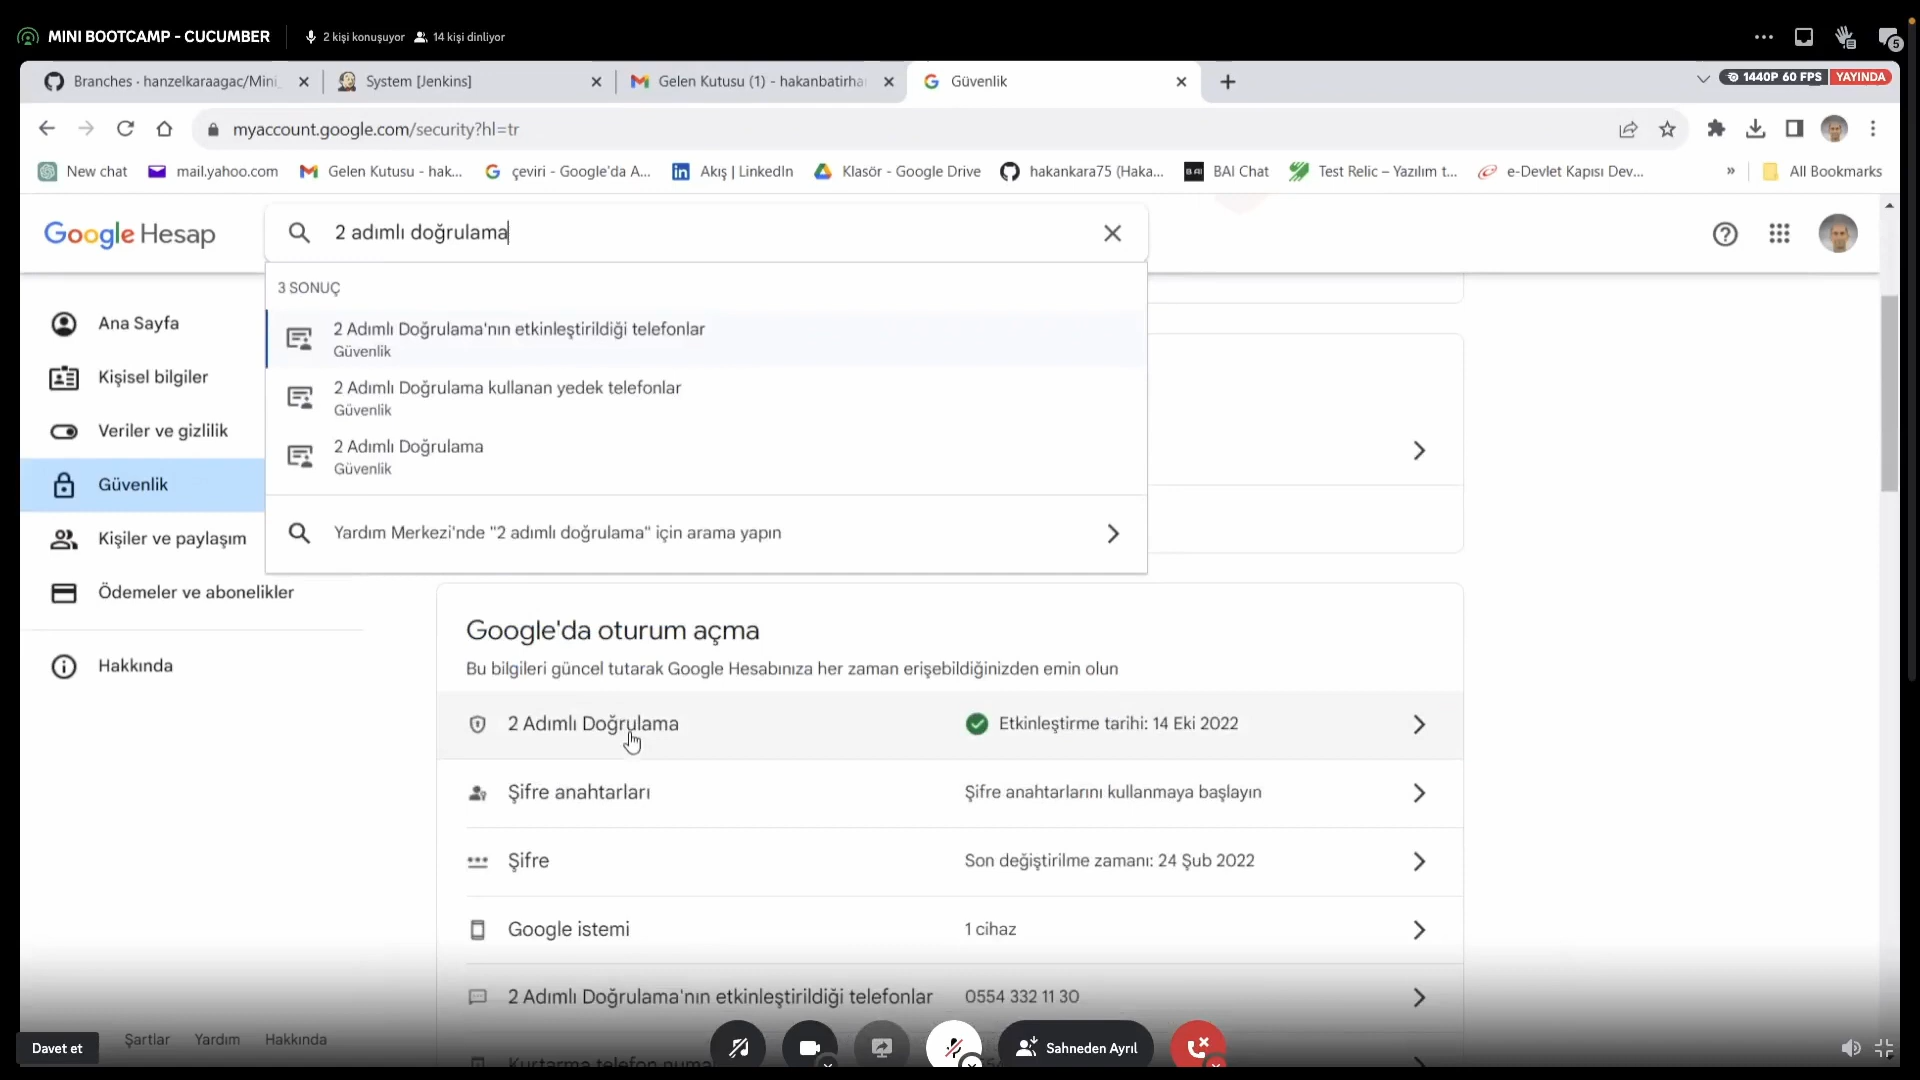 MINI BOOTCAMP - CUCUMBER
2 kişi konuşuyor 14 kişi dinliyor
5
Branches · hanzelkaraagac/Mini_
System [Jenkins]
Gelen Kutusu (1) - hakanbatirha
Güvenlik
1440P 60 FPS YAYINDA
myaccount.google.com/security?hl=tr
New chat
mail.yahoo.com
Gelen Kutusu - hak...
çeviri - Google'da A...
Akış | LinkedIn
Klasör - Google Drive
hakankara75 (Haka...
BAI
BAI Chat
Test Relic – Yazılım t...
e-Devlet Kapısı Dev...
»
All Bookmarks
Google Hesap
2 adımlı doğrulama
3 SONUÇ
2 Adımlı Doğrulama'nın etkinleştirildiği telefonlar
Güvenlik
2 Adımlı Doğrulama kullanan yedek telefonlar
Güvenlik
2 Adımlı Doğrulama
Güvenlik
Yardım Merkezi'nde "2 adımlı doğrulama" için arama yapın
Ana Sayfa
Kişisel bilgiler
Veriler ve gizlilik
Güvenlik
Kişiler ve paylaşım
Ödemeler ve abonelikler
Hakkında
Google'da oturum açma
Bu bilgileri güncel tutarak Google Hesabınıza her zaman erişebildiğinizden emin olun
2 Adımlı Doğrulama Etkinleştirme tarihi: 14 Eki 2022
Şifre anahtarları Şifre anahtarlarını kullanmaya başlayın
Şifre Son değiştirilme zamanı: 24 Şub 2022
Google istemi 1 cihaz
2 Adımlı Doğrulama'nın etkinleştirildiği telefonlar 0554 332 11 30
Kurtarma telefon numa
Davet et
Şartlar Yardım Hakkında
Sahneden Ayrıl